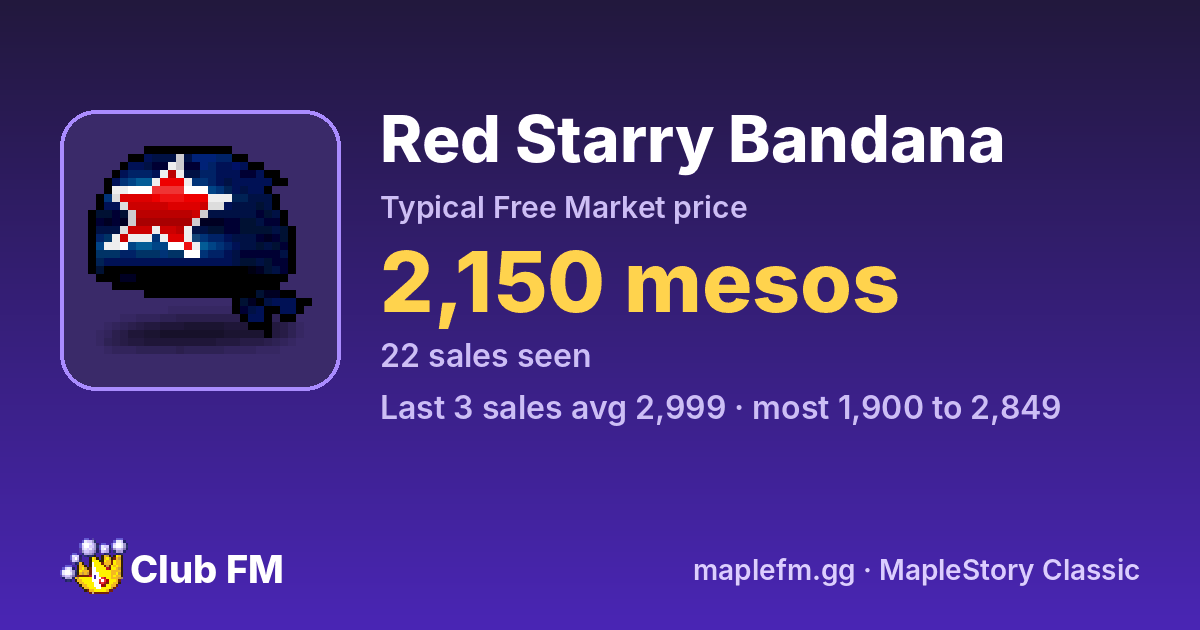 Red Starry Bandana
Typical Free Market price
2,150 mesos
22 sales seen
Last 3 sales avg 2,999 · most 1,900 to 2,849
Club FM
maplefm.gg · MapleStory Classic